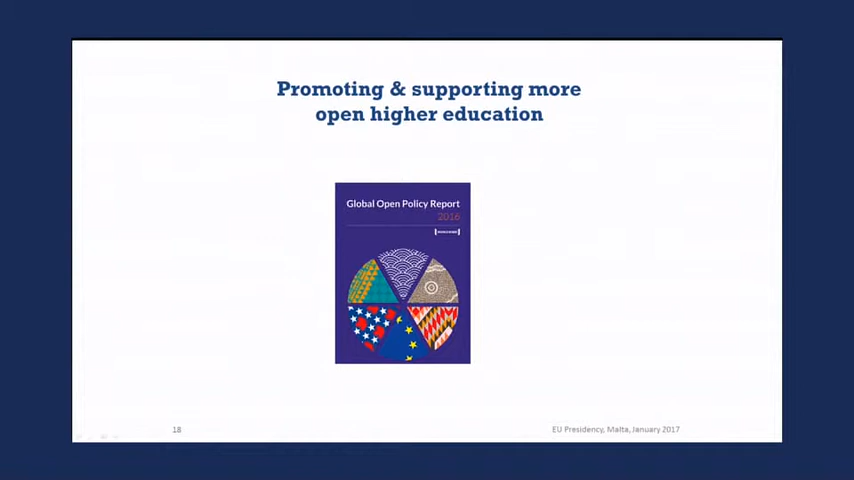 Promoting & supporting more
open higher education
Global Open Policy Report
2016
18
EU Presidency, Malta, January 2017